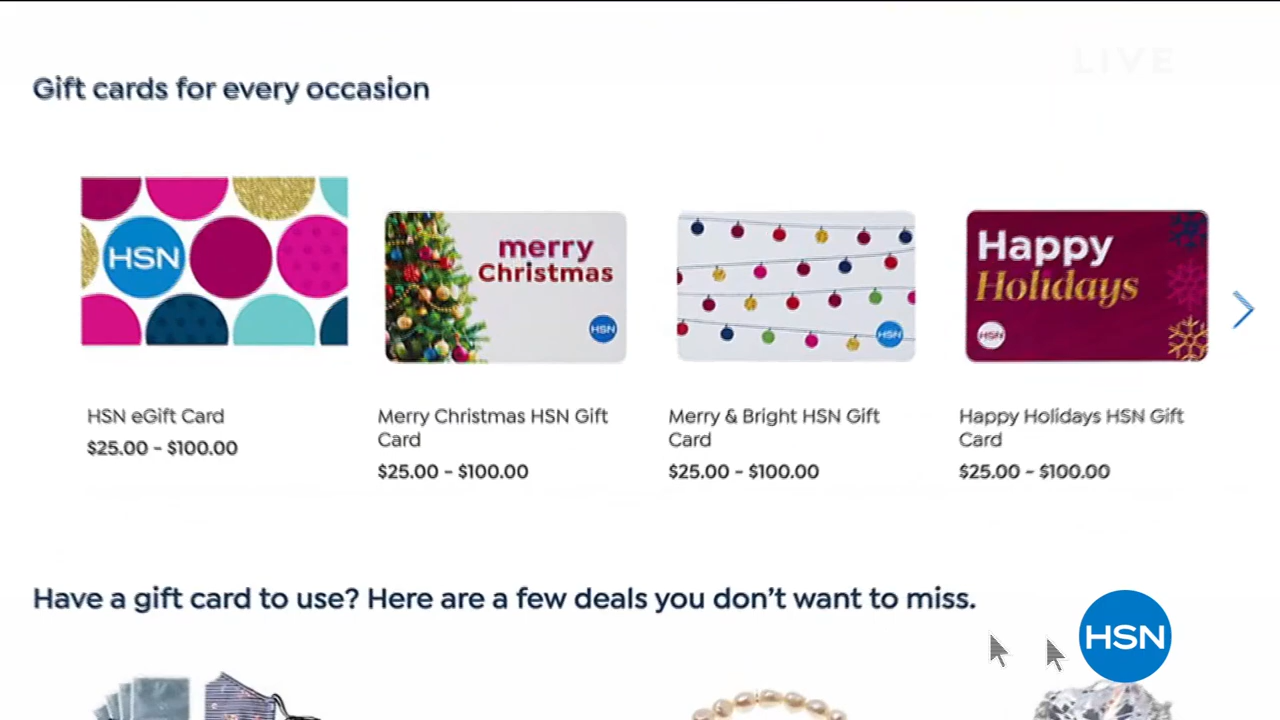 LIVE
Gift cards for every occasion
HSN
merry
Christmas
HSN
HSN
Happy
Holidays
HSN
HSN eGift Card
$25.00 - $100.00
Merry Christmas HSN Gift
Card
$25.00 - $100.00
Merry & Bright HSN Gift
Card
$25.00 - $100.00
Happy Holidays HSN Gift
Card
$25.00 - $100.00
Have a gift card to use? Here are a few deals you don't want to miss.
HSN